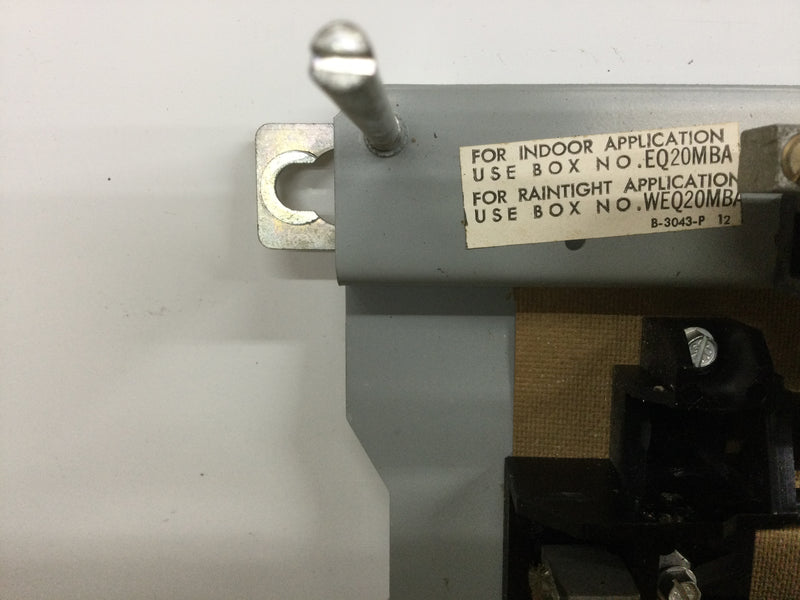 FOR INDOOR APPLICATION
USE BOX NO.EQ20MBA
FOR RAINTIGHT APPLICATION
USE BOX NO.WEQ20MBA
B-3043-P 12